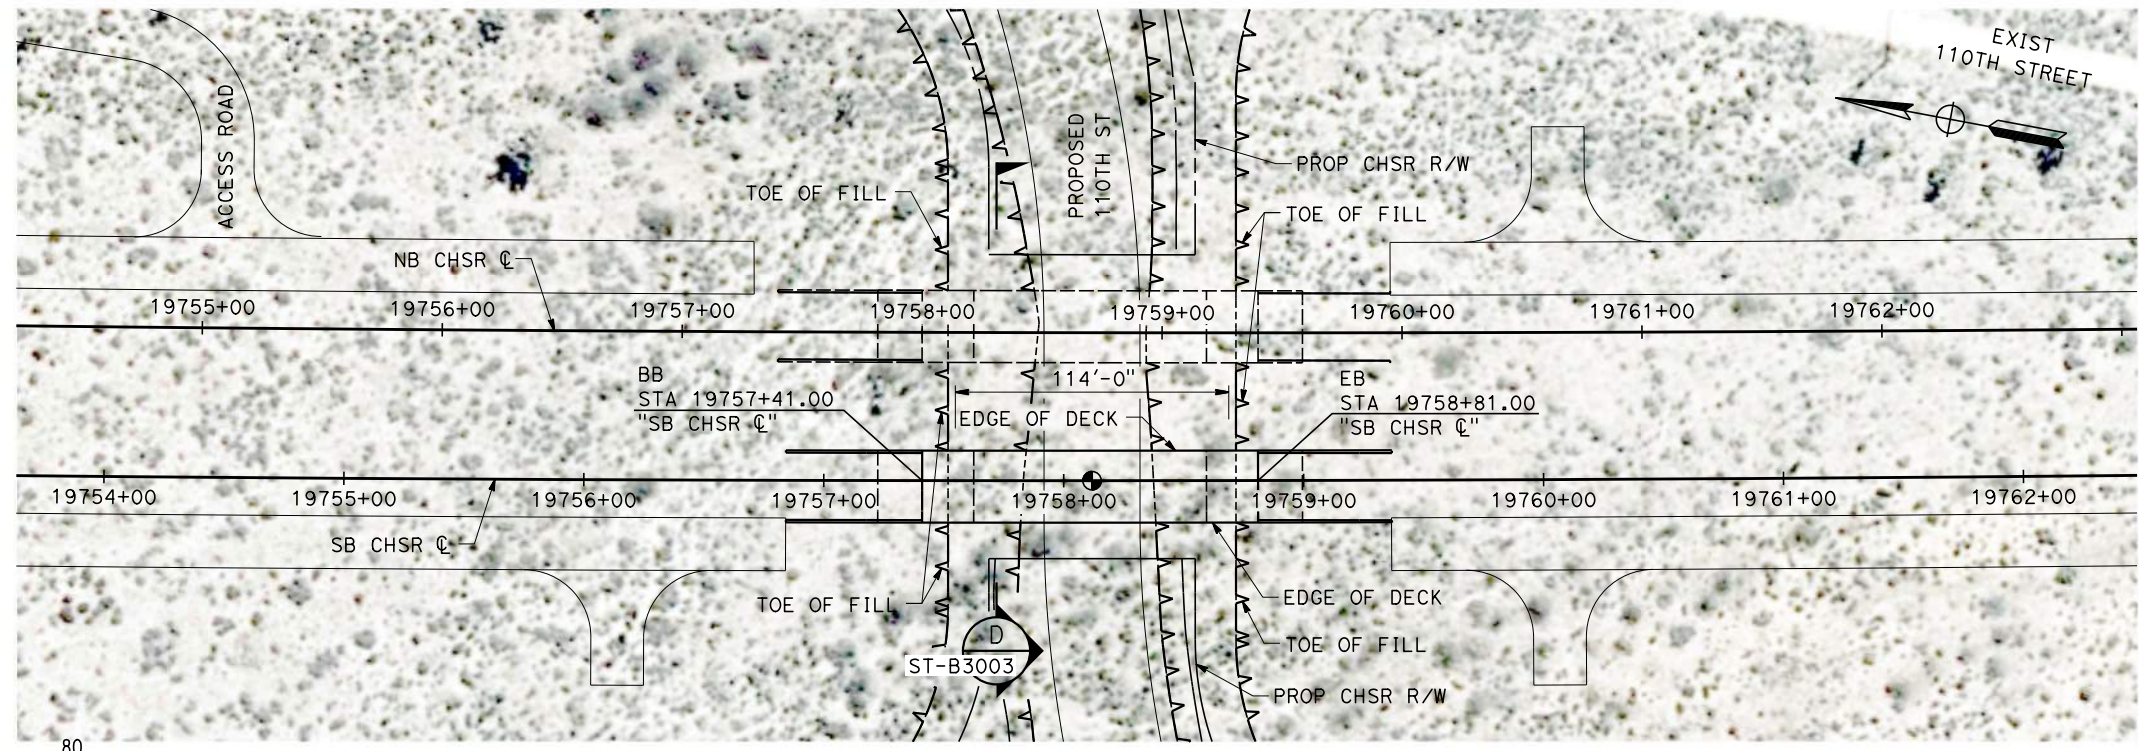 EXIST
110TH STREET
ACCESS ROAD
PROPOSED
110TH ST
PROP CHSR R/W
TOE OF FILL
TOE OF FILL
NB CHSR ℄
19755+00
19756+00
19757+00
19758+00
19759+00
19760+00
19761+00
19762+00
BB
STA 19757+41.00
"SB CHSR ℄"
114'-0"
EDGE OF DECK
EB
STA 19758+81.00
"SB CHSR ℄"
19754+00
19755+00
19756+00
19757+00
19758+00
19759+00
19760+00
19761+00
19762+00
SB CHSR ℄
TOE OF FILL
EDGE OF DECK
D
ST-B3003
TOE OF FILL
PROP CHSR R/W
80